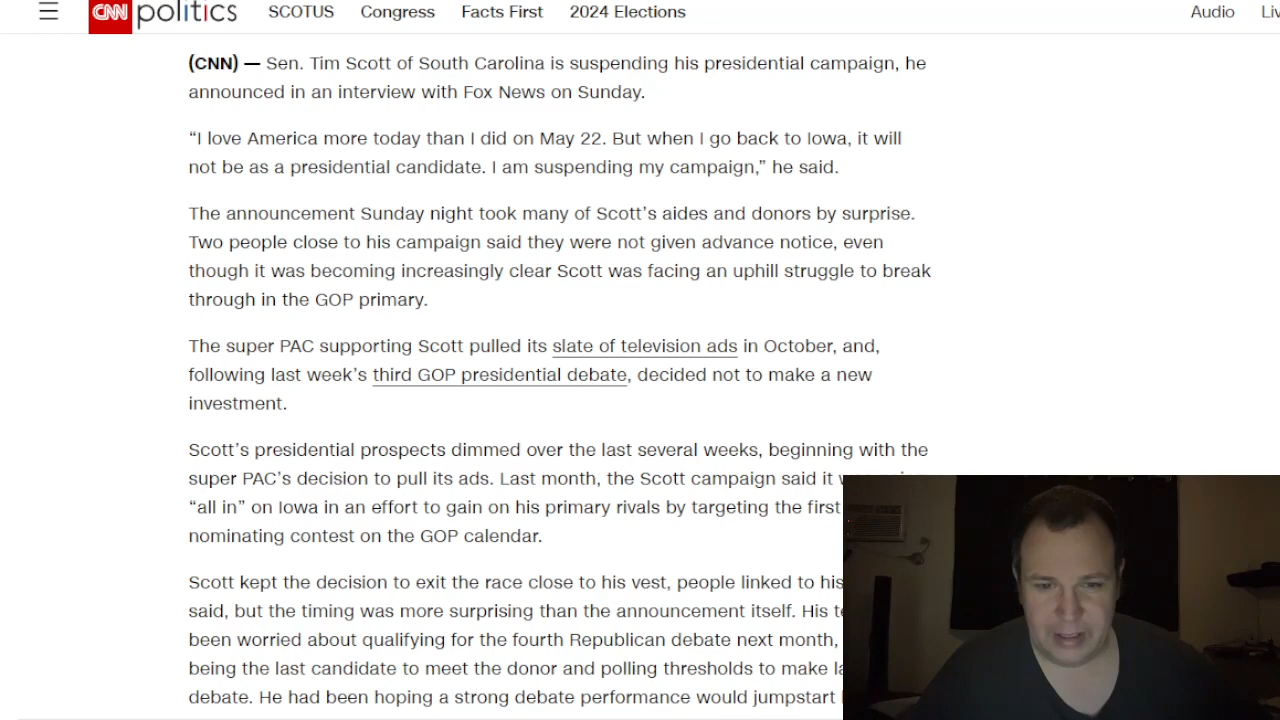 CNN politics SCOTUS Congress Facts First 2024 Elections Audio
(CNN) — Sen. Tim Scott of South Carolina is suspending his presidential campaign, he
announced in an interview with Fox News on Sunday.
“I love America more today than I did on May 22. But when I go back to Iowa, it will
not be as a presidential candidate. I am suspending my campaign,” he said.
The announcement Sunday night took many of Scott’s aides and donors by surprise.
Two people close to his campaign said they were not given advance notice, even
though it was becoming increasingly clear Scott was facing an uphill struggle to break
through in the GOP primary.
The super PAC supporting Scott pulled its slate of television ads in October, and,
following last week’s third GOP presidential debate, decided not to make a new
investment.
Scott’s presidential prospects dimmed over the last several weeks, beginning with the
super PAC’s decision to pull its ads. Last month, the Scott campaign said it
“all in” on Iowa in an effort to gain on his primary rivals by targeting the first
nominating contest on the GOP calendar.
Scott kept the decision to exit the race close to his vest, people linked to his
said, but the timing was more surprising than the announcement itself. His
been worried about qualifying for the fourth Republican debate next month,
being the last candidate to meet the donor and polling thresholds to make
debate. He had been hoping a strong debate performance would jumpstart